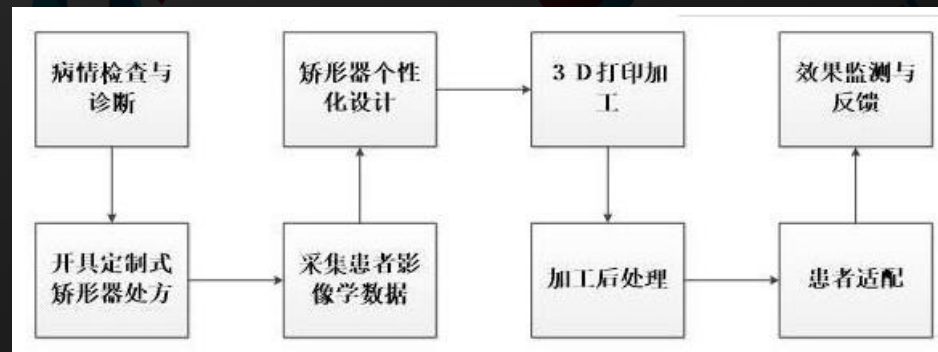 病情检查与
诊断
开具定制式
矫形器处方
采集患者影
像学数据
矫形器个性
化设计
3 D打印加
工
加工后处理
患者适配
效果监测与
反馈